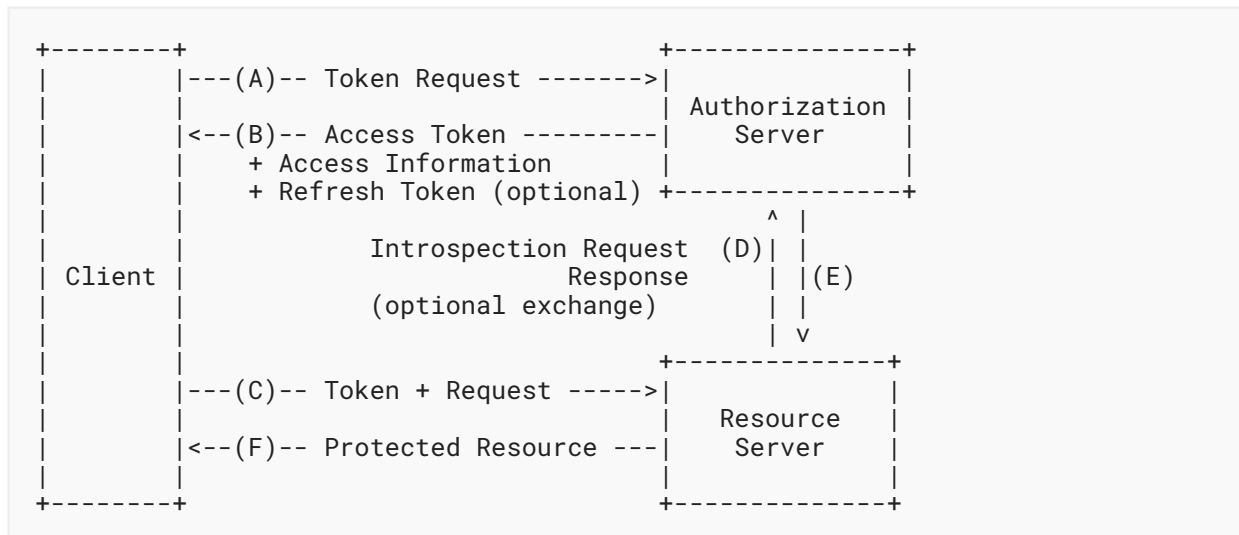 +--------+                               +---------------+
|        |---(A)-- Token Request ------->|               |
|        |                               | Authorization |
|        |<--(B)-- Access Token ---------|    Server     |
|        |    + Access Information       |               |
|        |    + Refresh Token (optional) +---------------+
|        |                                      ^ |
|        |            Introspection Request  (D)| |
| Client |                         Response     | |(E)
|        |            (optional exchange)       | |
|        |                                      | v
|        |                               +--------------+
|        |---(C)-- Token + Request ----->|              |
|        |                               |   Resource   |
|        |<--(F)-- Protected Resource ---|    Server    |
|        |                               |              |
+--------+                               +--------------+